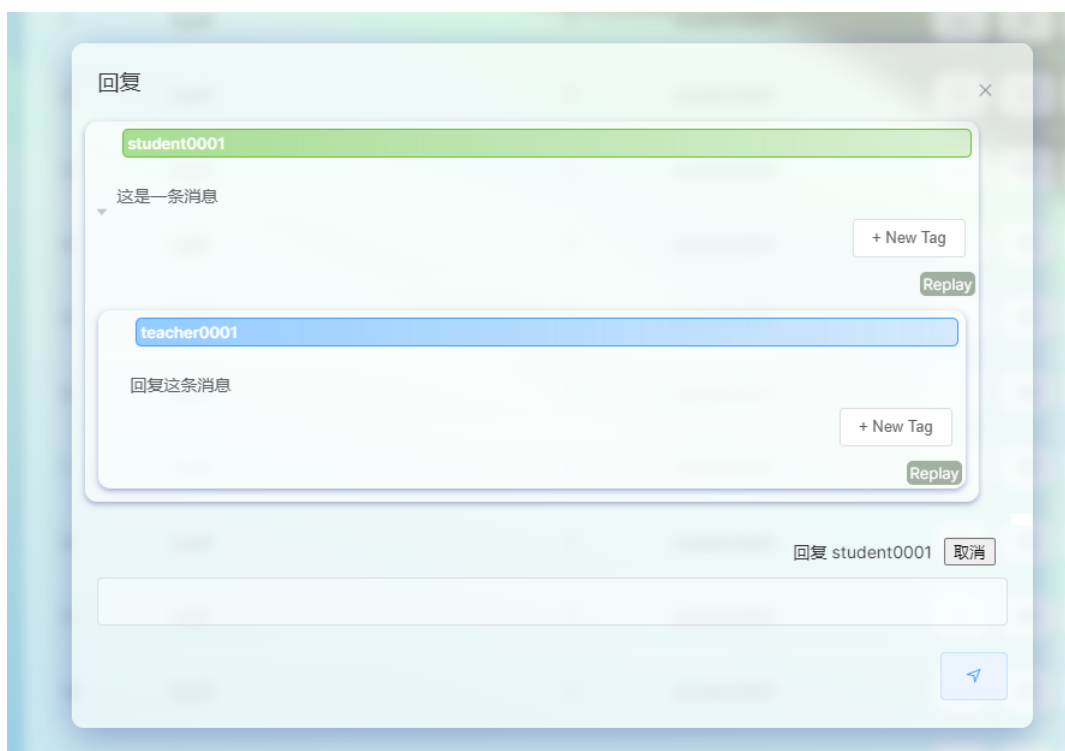 回复
student0001
这是一条消息
+ New Tag
Replay
teacher0001
回复这条消息
+ New Tag
Replay
回复 student0001 取消